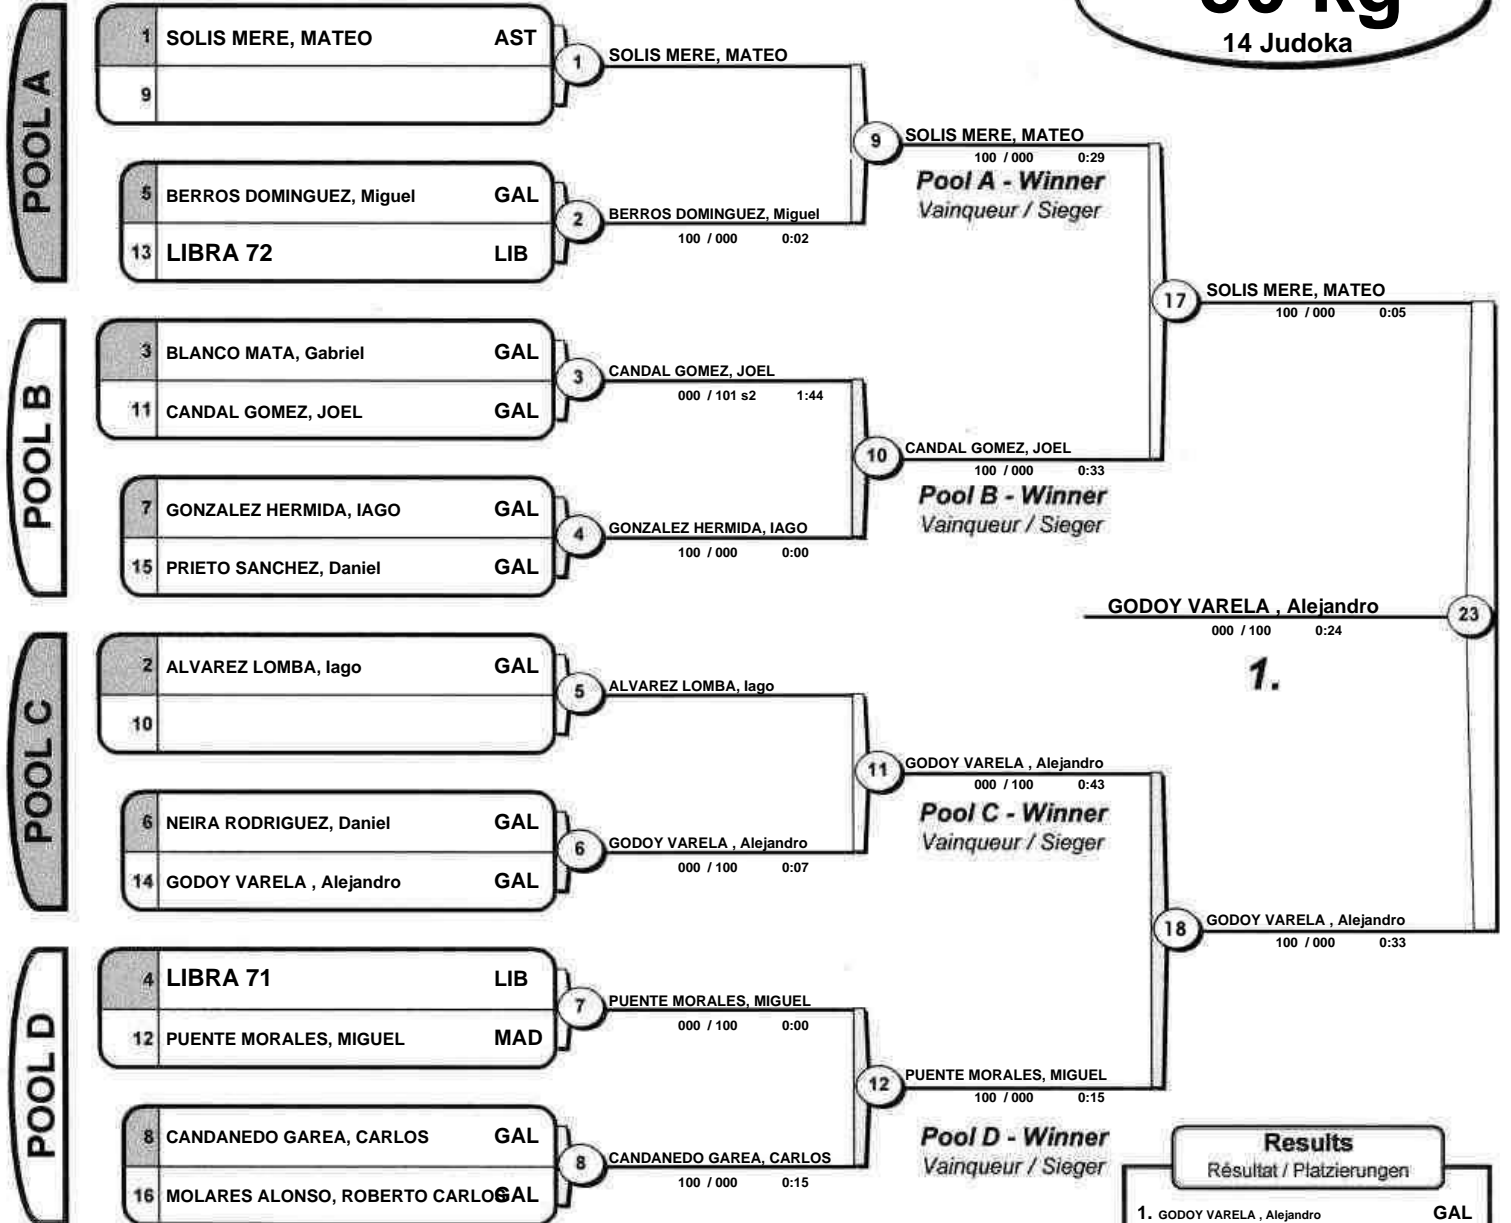 14 Judoka
POOL A
1 SOLIS MERE, MATEO AST
9
5 BERROS DOMINGUEZ, Miguel GAL
13 LIBRA 72 LIB
POOL B
3 BLANCO MATA, Gabriel GAL
11 CANDAL GOMEZ, JOEL GAL
7 GONZALEZ HERMIDA, IAGO GAL
15 PRIETO SANCHEZ, Daniel GAL
POOL C
2 ALVAREZ LOMBA, Iago GAL
10
6 NEIRA RODRIGUEZ, Daniel GAL
14 GODOY VARELA , Alejandro GAL
POOL D
4 LIBRA 71 LIB
12 PUENTE MORALES, MIGUEL MAD
8 CANDANEDO GAREA, CARLOS GAL
16 MOLARES ALONSO, ROBERTO CARLOS GAL
1 SOLIS MERE, MATEO
2 BERROS DOMINGUEZ, Miguel
100 / 000 0:02
3 CANDAL GOMEZ, JOEL
000 / 101 s2 1:44
4 GONZALEZ HERMIDA, IAGO
100 / 000 0:00
5 ALVAREZ LOMBA, Iago
6 GODOY VARELA , Alejandro
000 / 100 0:07
7 PUENTE MORALES, MIGUEL
000 / 100 0:00
8 CANDANEDO GAREA, CARLOS
100 / 000 0:15
9 SOLIS MERE, MATEO
100 / 000 0:29
Pool A - Winner
Vainqueur / Sieger
10 CANDAL GOMEZ, JOEL
100 / 000 0:33
Pool B - Winner
Vainqueur / Sieger
11 GODOY VARELA , Alejandro
000 / 100 0:43
Pool C - Winner
Vainqueur / Sieger
12 PUENTE MORALES, MIGUEL
100 / 000 0:15
Pool D - Winner
Vainqueur / Sieger
17 SOLIS MERE, MATEO
100 / 000 0:05
18 GODOY VARELA , Alejandro
100 / 000 0:33
GODOY VARELA , Alejandro 23
000 / 100 0:24
1.
Results
Résultat / Platzierungen
1. GODOY VARELA , Alejandro GAL